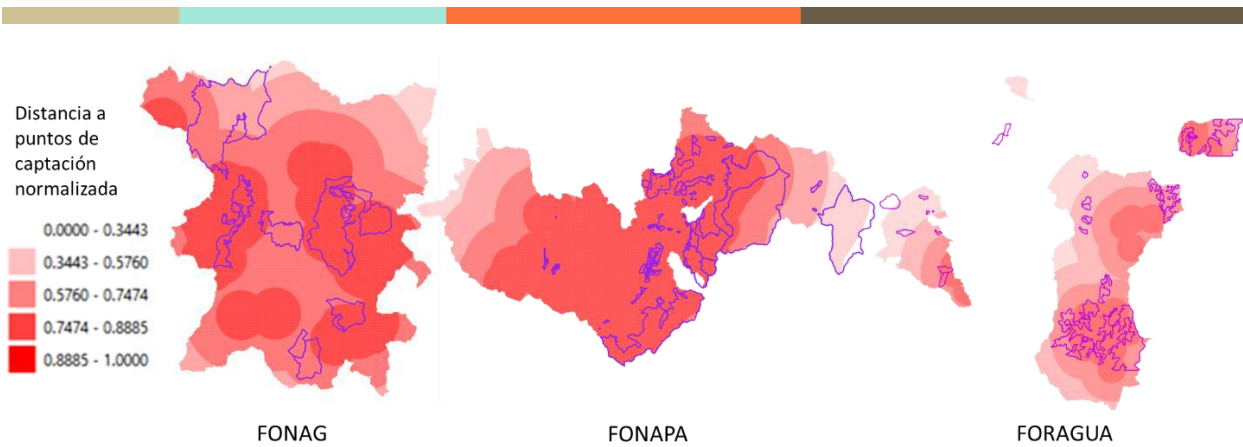 Distancia a
puntos de
captación
normalizada
0.0000 - 0.3443
0.3443 - 0.5760
0.5760 - 0.7474
0.7474 - 0.8885
0.8885 - 1.0000
FONAG
FONAPA
FORAGUA